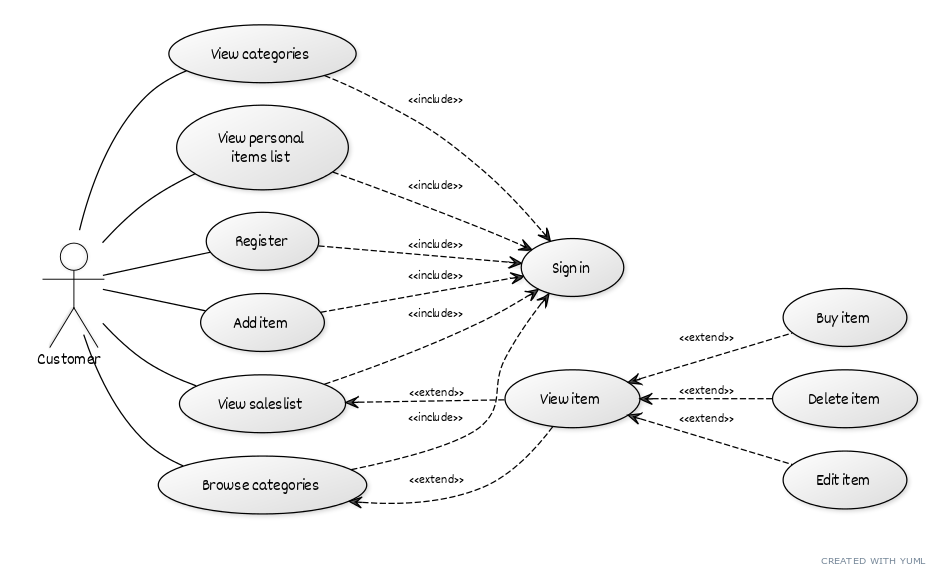 View categories
<<include>>
View personal
items list
<<include>>
Register
<<include>>
Sign in
<<include>>
Add item
<<include>>
Buy item
<<extend>>
Customer
View sales list
<<extend>>
View item
<<extend>>
Delete item
<<include>>
<<extend>>
Browse categories
<<extend>>
Edit item
CREATED WITH YUML